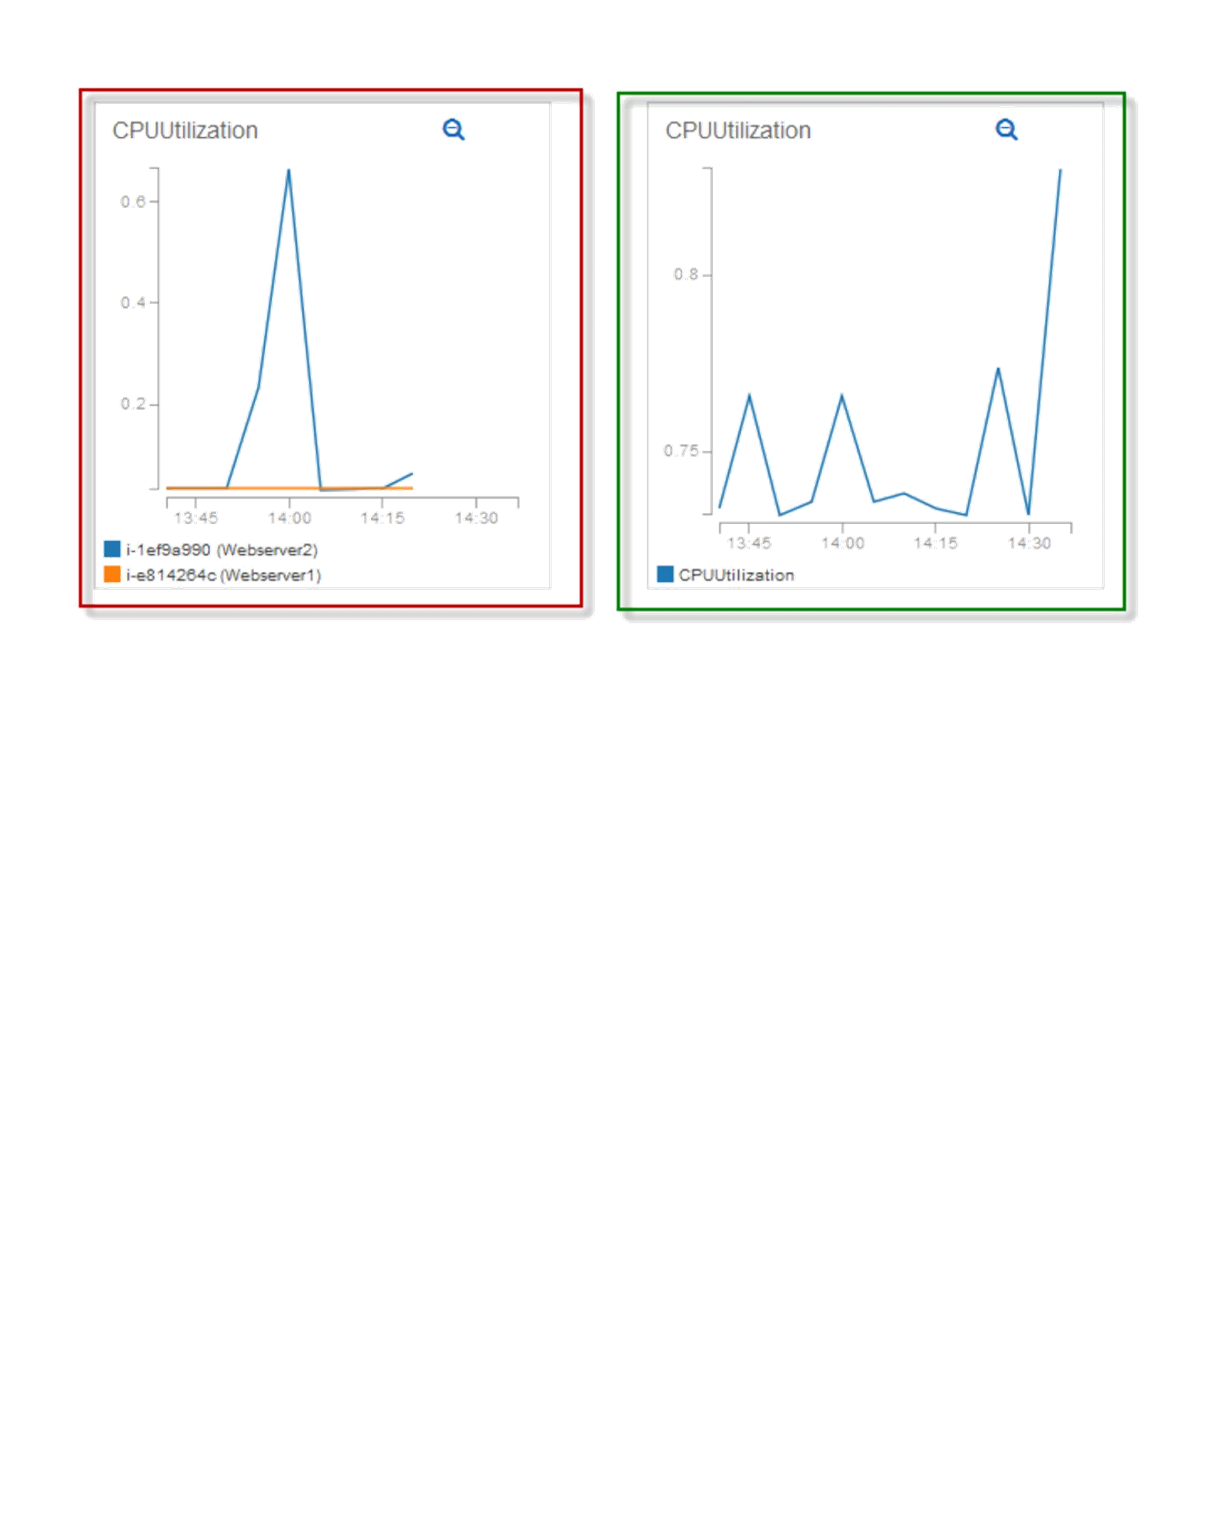 CPUUtilization
0.6
0.4
0.2
13:45 14:00 14:15 14:30
i-1ef9a990 (Webserver2)
i-e814264c (Webserver1)
CPUUtilization
0.8
0.75
13:45 14:00 14:15 14:30
CPUUtilization